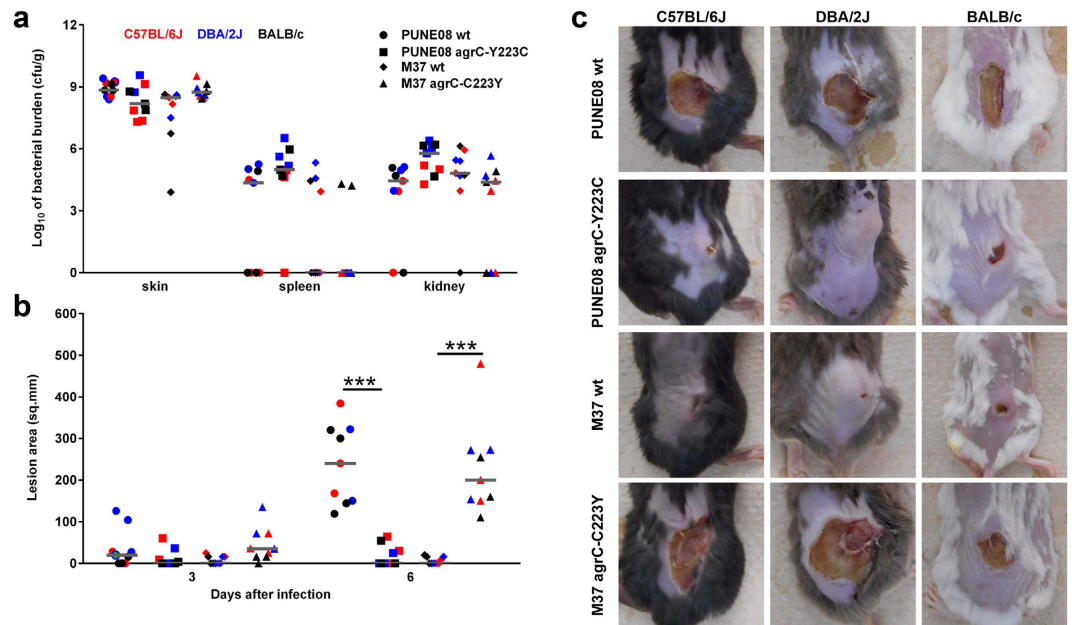 a
12
9
6
3
0
Log10 of bacterial burden (cfu/g)
C57BL/6J DBA/2J BALB/c
PUNE08 wt
PUNE08 agrC-Y223C
M37 wt
M37 agrC-C223Y
skin spleen kidney
b
600
500
400
300
200
100
0
Lesion area (sq.mm)
***
***
3 6
Days after infection
c
C57BL/6J DBA/2J BALB/c
PUNE08 wt
PUNE08 agrC-Y223C
M37 wt
M37 agrC-C223Y